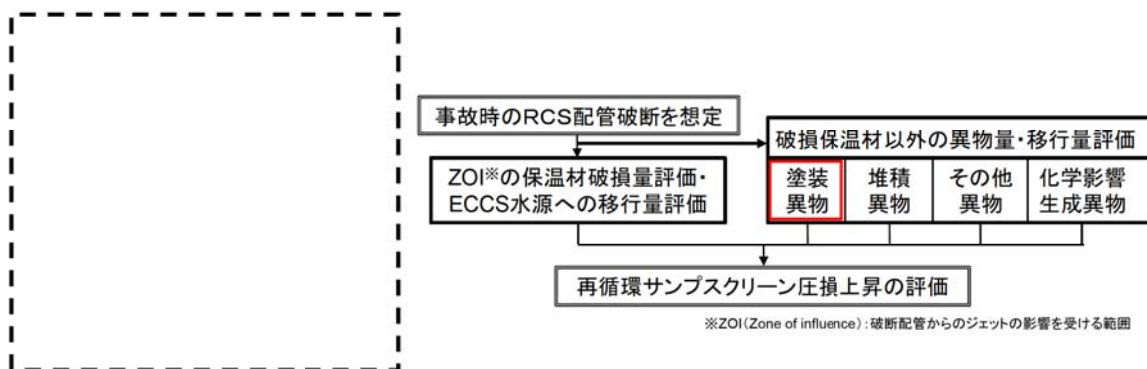 事故時のRCS配管破断を想定
破損保温材以外の異物量・移行量評価
ZOI※の保温材破損量評価・
ECCS水源への移行量評価
塗装
異物
堆積
異物
その他
異物
化学影響
生成異物
再循環サンプスクリーン圧損上昇の評価
※ZOI(Zone of influence):破断配管からのジェットの影響を受ける範囲